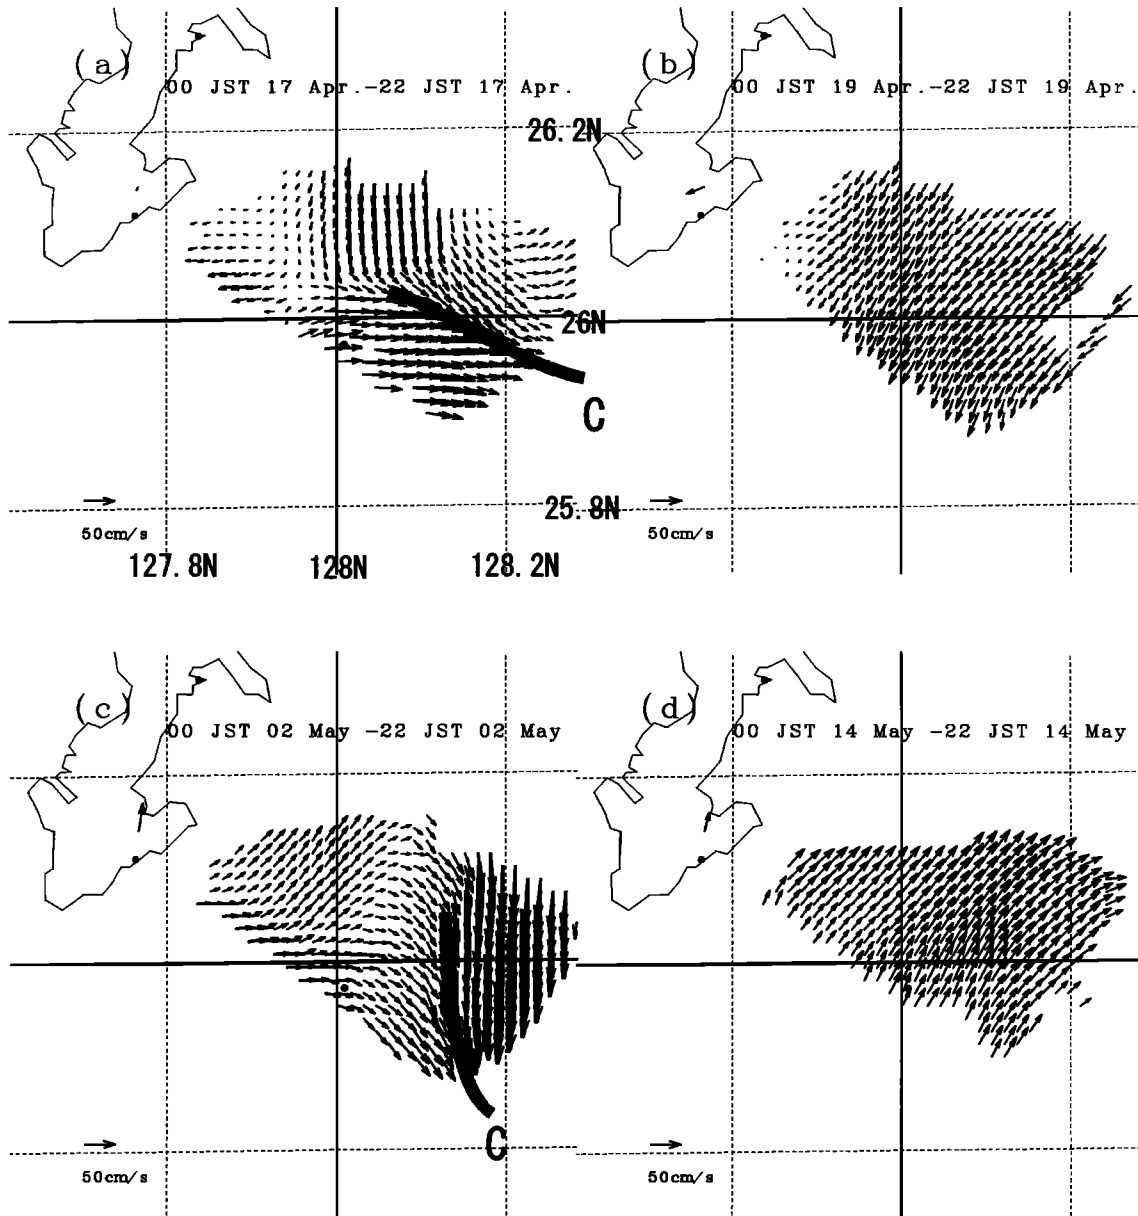 (a)
00 JST 17 Apr.-22 JST 17 Apr.
26.2N
26N
C
25.8N
50cm/s
127.8N 128N 128.2N
(b)
00 JST 19 Apr.-22 JST 19 Apr.
50cm/s
(c)
00 JST 02 May -22 JST 02 May
C
50cm/s
(d)
00 JST 14 May -22 JST 14 May
50cm/s